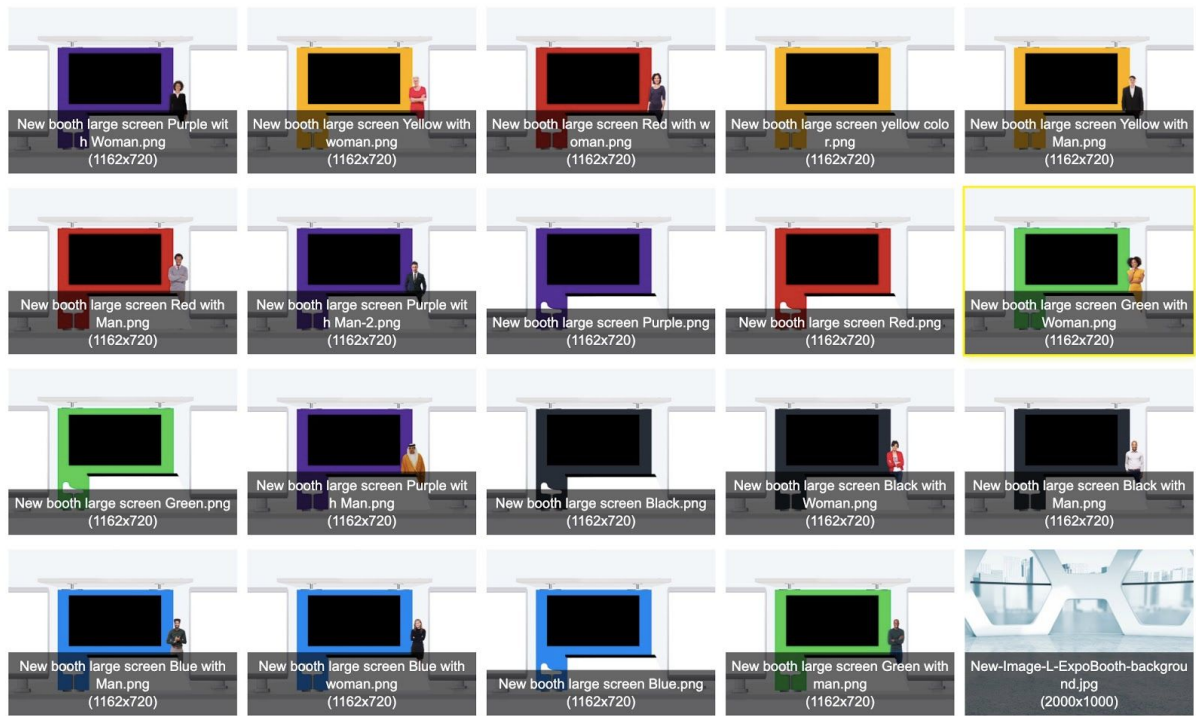 New booth large screen Purple wit
h Woman.png
(1162x720)
New booth large screen Yellow with
woman.png
(1162x720)
New booth large screen Red with w
oman.png
(1162x720)
New booth large screen yellow colo
r.png
(1162x720)
New booth large screen Yellow with
Man.png
(1162x720)
New booth large screen Red with
Man.png
(1162x720)
New booth large screen Purple wit
h Man-2.png
(1162x720)
New booth large screen Purple.png
(1162x720)
New booth large screen Red.png
(1162x720)
New booth large screen Green with
Woman.png
(1162x720)
New booth large screen Green.png
(1162x720)
New booth large screen Purple wit
h Man.png
(1162x720)
New booth large screen Black.png
(1162x720)
New booth large screen Black with
Woman.png
(1162x720)
New booth large screen Black with
Man.png
(1162x720)
New booth large screen Blue with
Man.png
(1162x720)
New booth large screen Blue with
woman.png
(1162x720)
New booth large screen Blue.png
(1162x720)
New booth large screen Green with
man.png
(1162x720)
New-Image-L-ExpoBooth-backgrou
nd.jpg
(2000x1000)